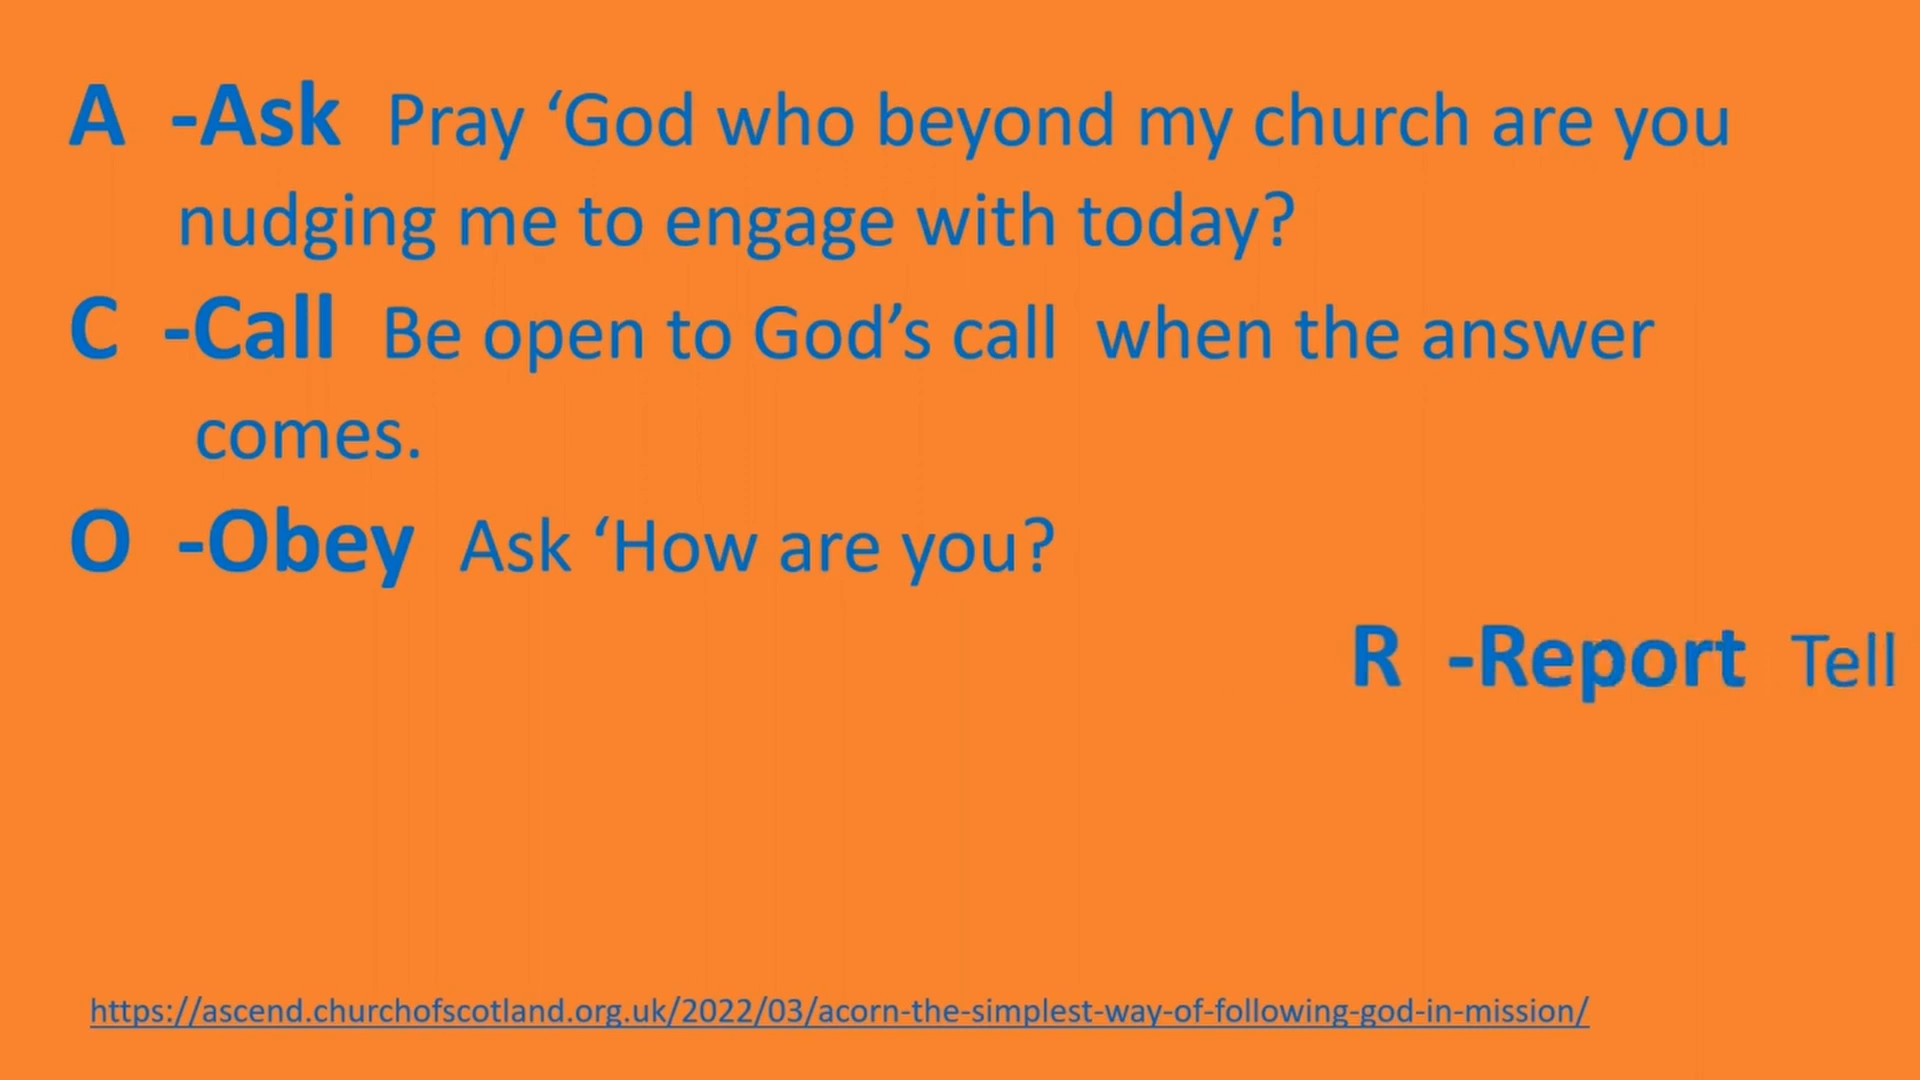 A -Ask Pray ‘God who beyond my church are you
nudging me to engage with today?
C -Call Be open to God’s call when the answer
comes.
O -Obey Ask ‘How are you?
R -Report Tell
https://ascend.churchofscotland.org.uk/2022/03/acorn-the-simplest-way-of-following-god-in-mission/